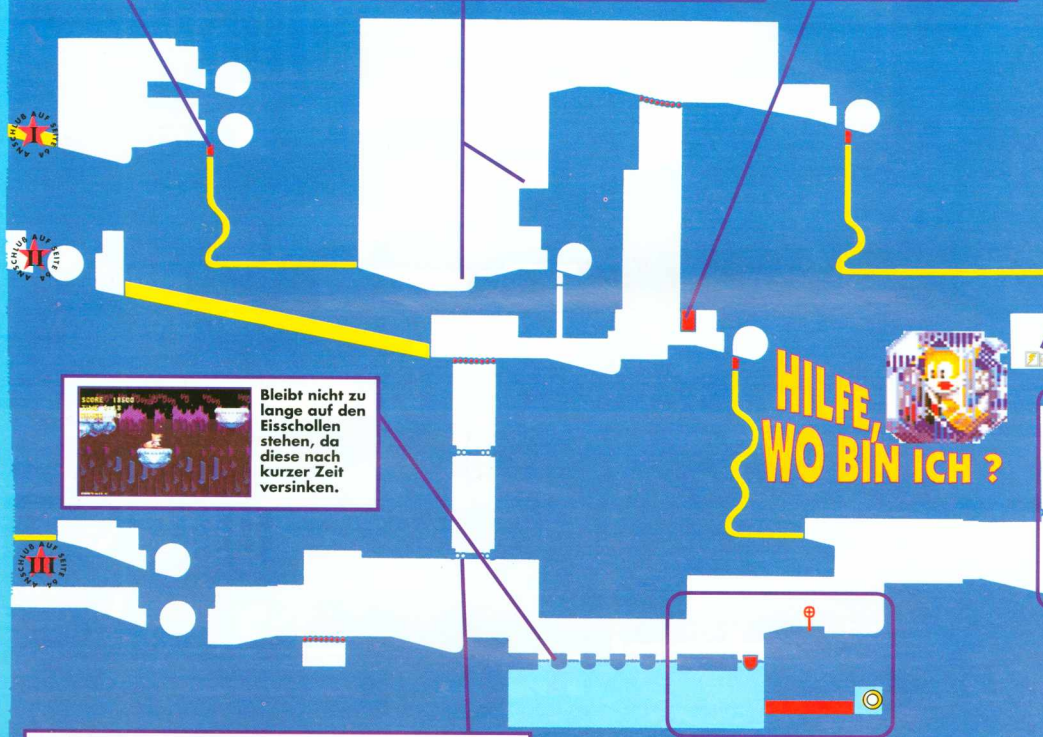 ANSCHLUß AUF SEITE 64
I
ANSCHLUß AUF SEITE 64
II
SCORE 18600
Bleibt nicht zu
lange auf den
Eisschollen
stehen, da
diese nach
kurzer Zeit
versinken.
HILFE,
WO BIN ICH ?
ANSCHLUß AUF SEITE 64
III